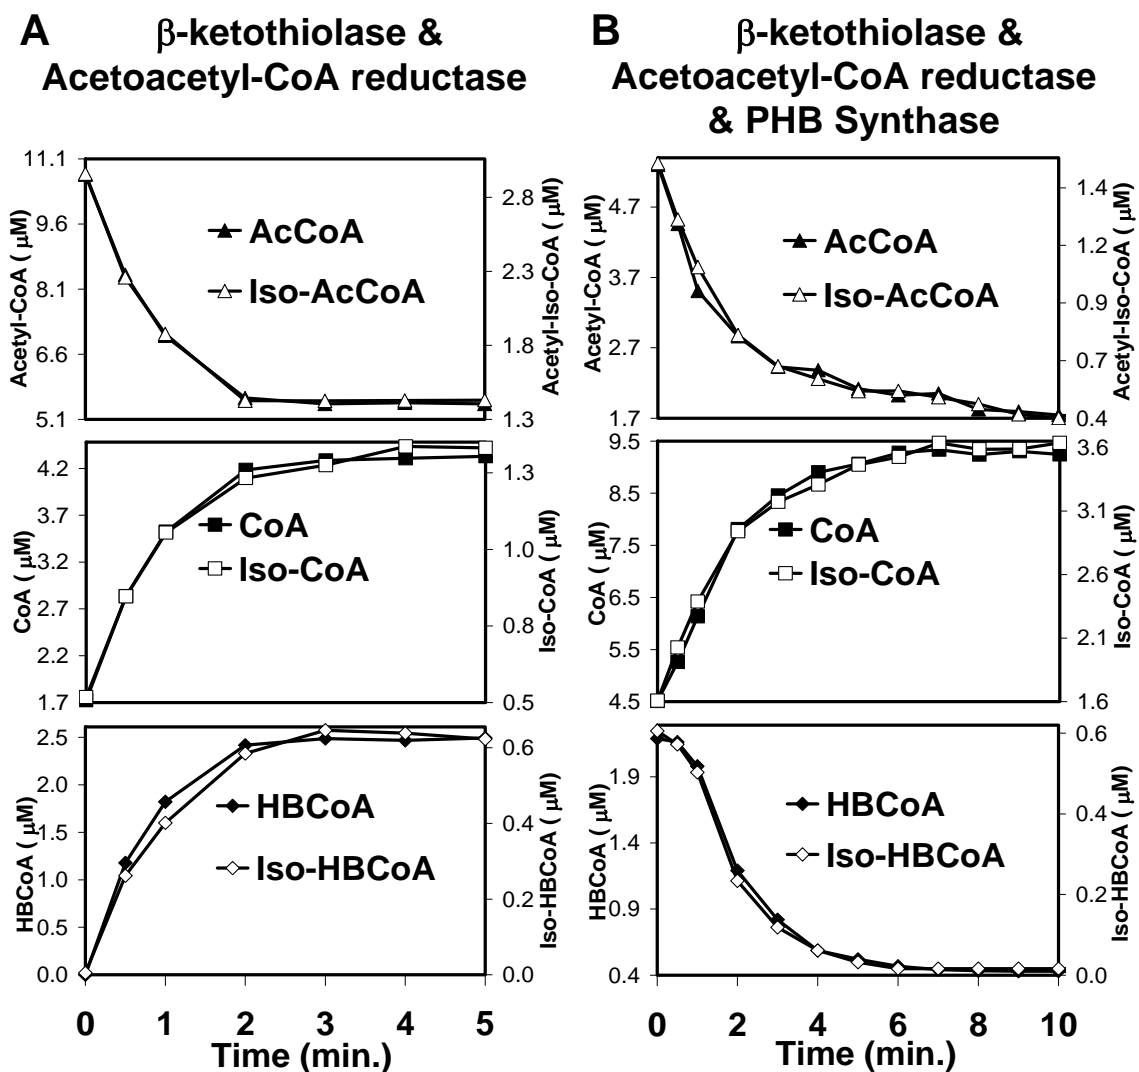 A β-ketothiolase &
Acetoacetyl-CoA reductase
B β-ketothiolase &
Acetoacetyl-CoA reductase
& PHB Synthase
Acetyl-CoA ( μM)
11.1
9.6
8.1
6.6
5.1
AcCoA
Iso-AcCoA
2.8
2.3
1.8
1.3
Acetyl-Iso-CoA ( μM)
CoA ( μM)
4.2
3.7
3.2
2.7
2.2
1.7
CoA
Iso-CoA
1.3
1.0
0.8
0.5
Iso-CoA ( μM)
HBCoA ( μM)
2.5
2.0
1.5
1.0
0.5
0.0
HBCoA
Iso-HBCoA
0.6
0.4
0.2
0.0
Iso-HBCoA ( μM)
0 1 2 3 4 5
Time (min.)
Acetyl-CoA ( μM)
4.7
3.7
2.7
1.7
AcCoA
Iso-AcCoA
1.4
1.2
0.9
0.7
0.4
Acetyl-Iso-CoA ( μM)
CoA ( μM)
9.5
8.5
7.5
6.5
5.5
4.5
CoA
Iso-CoA
3.6
3.1
2.6
2.1
1.6
Iso-CoA ( μM)
HBCoA ( μM)
1.9
1.4
0.9
0.4
HBCoA
Iso-HBCoA
0.6
0.4
0.2
0.0
Iso-HBCoA ( μM)
0 2 4 6 8 10
Time (min.)